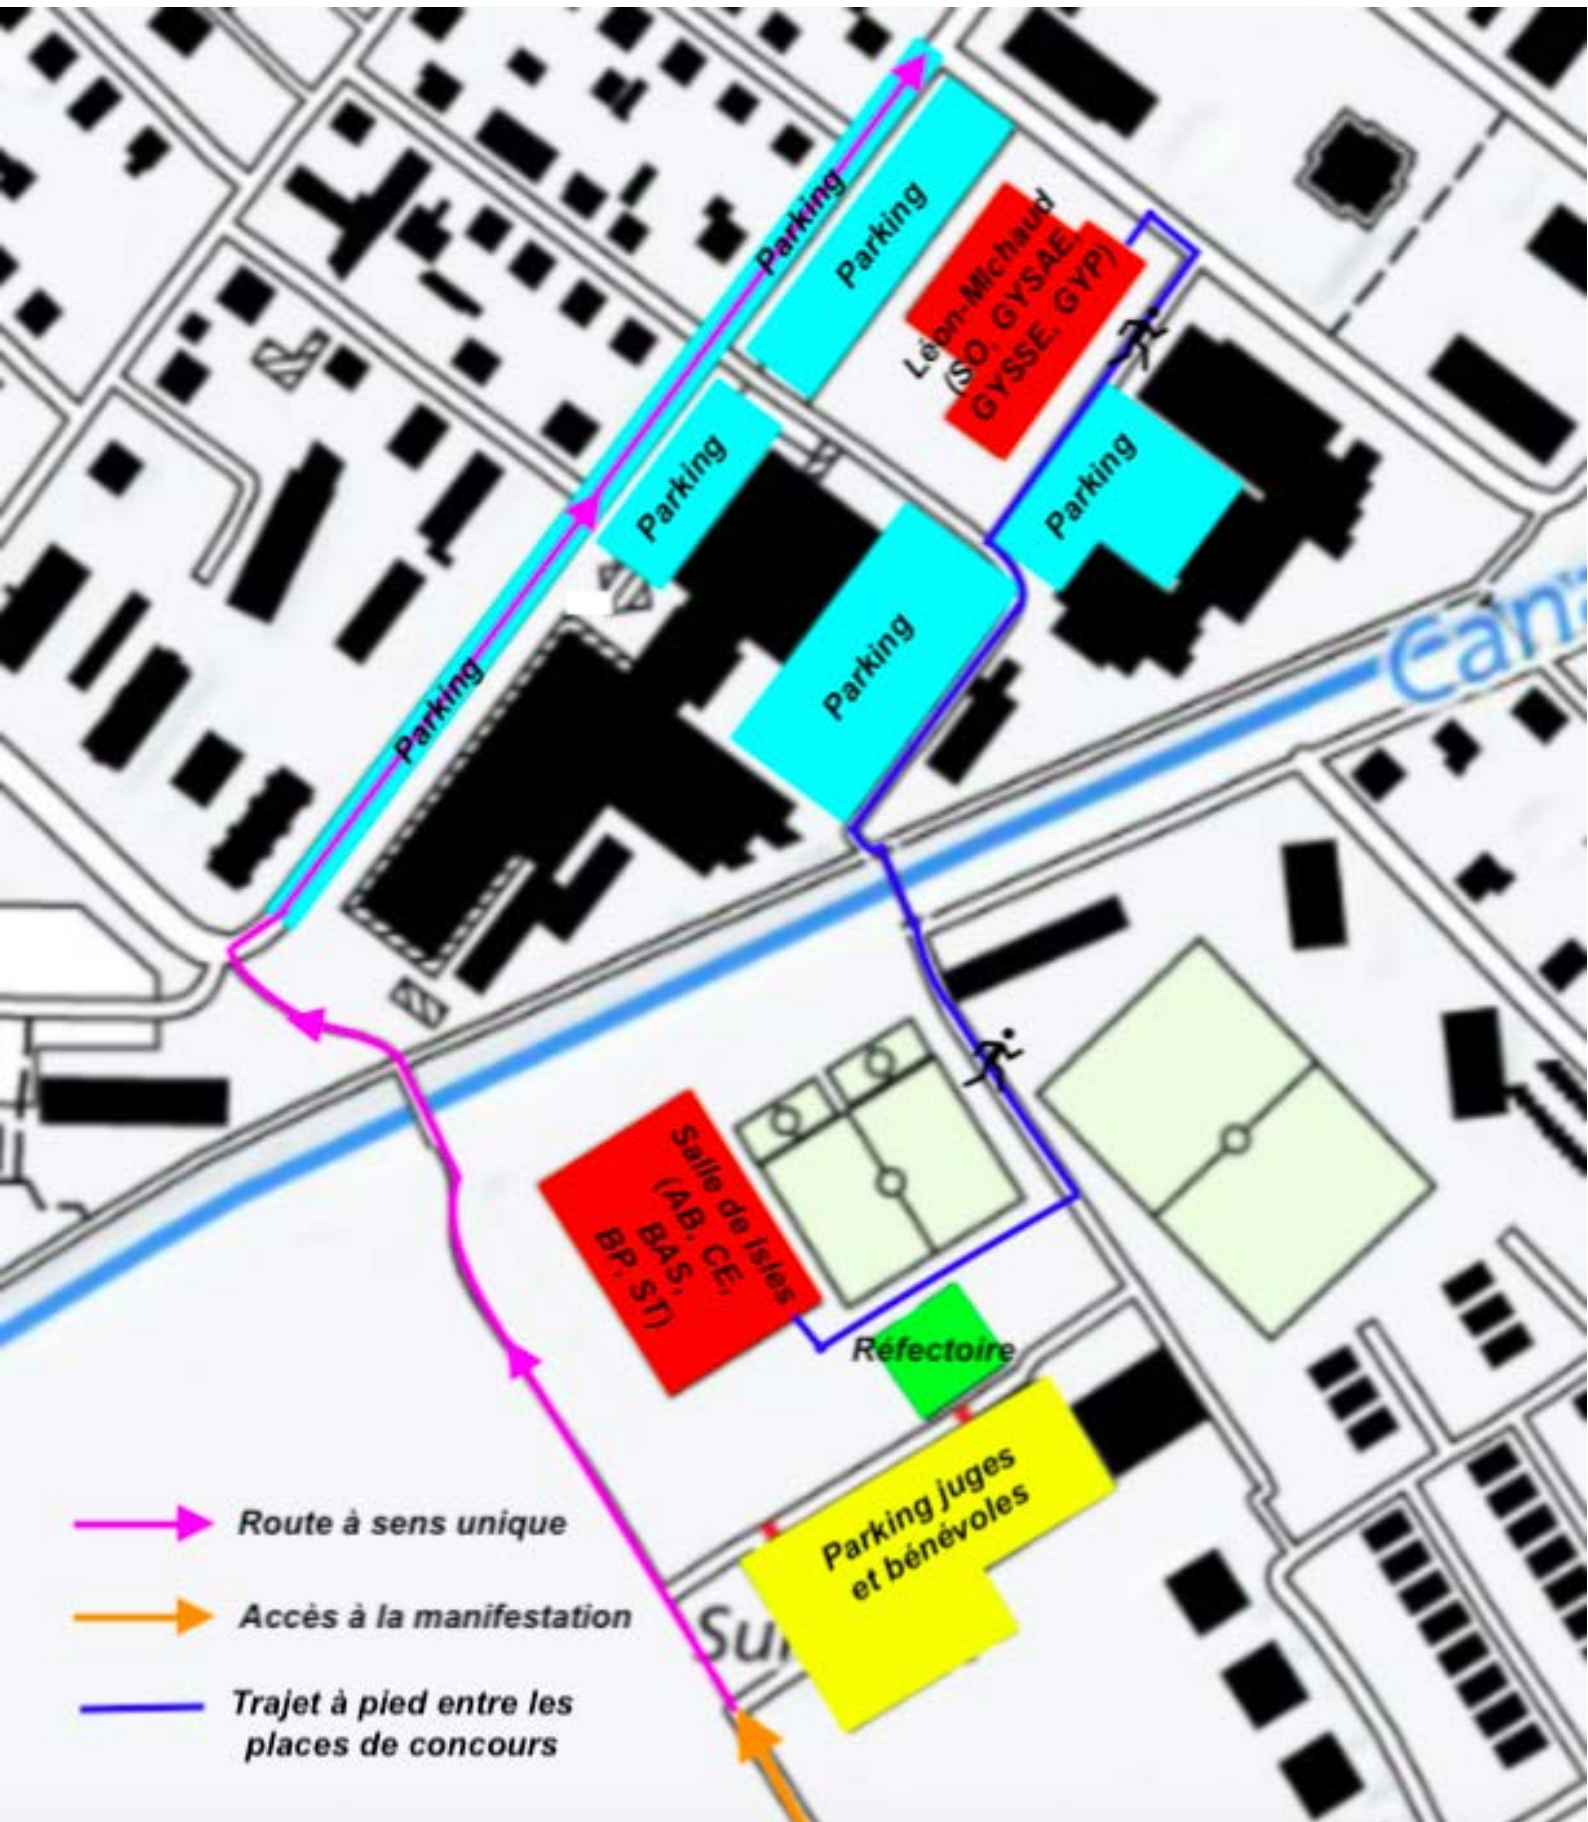 Parking
Parking
Léon-MIchaud
(SO. GYSAE.
GYSSE. GYP)
Parking
Parking
Parking
Parking
Salle de Isles
(AB. CE,
BAS,
BP. ST)
Réfectoire
Parking juges
et bénévoles
Route à sens unique
Accès à la manifestation
Trajet à pied entre les
places de concours